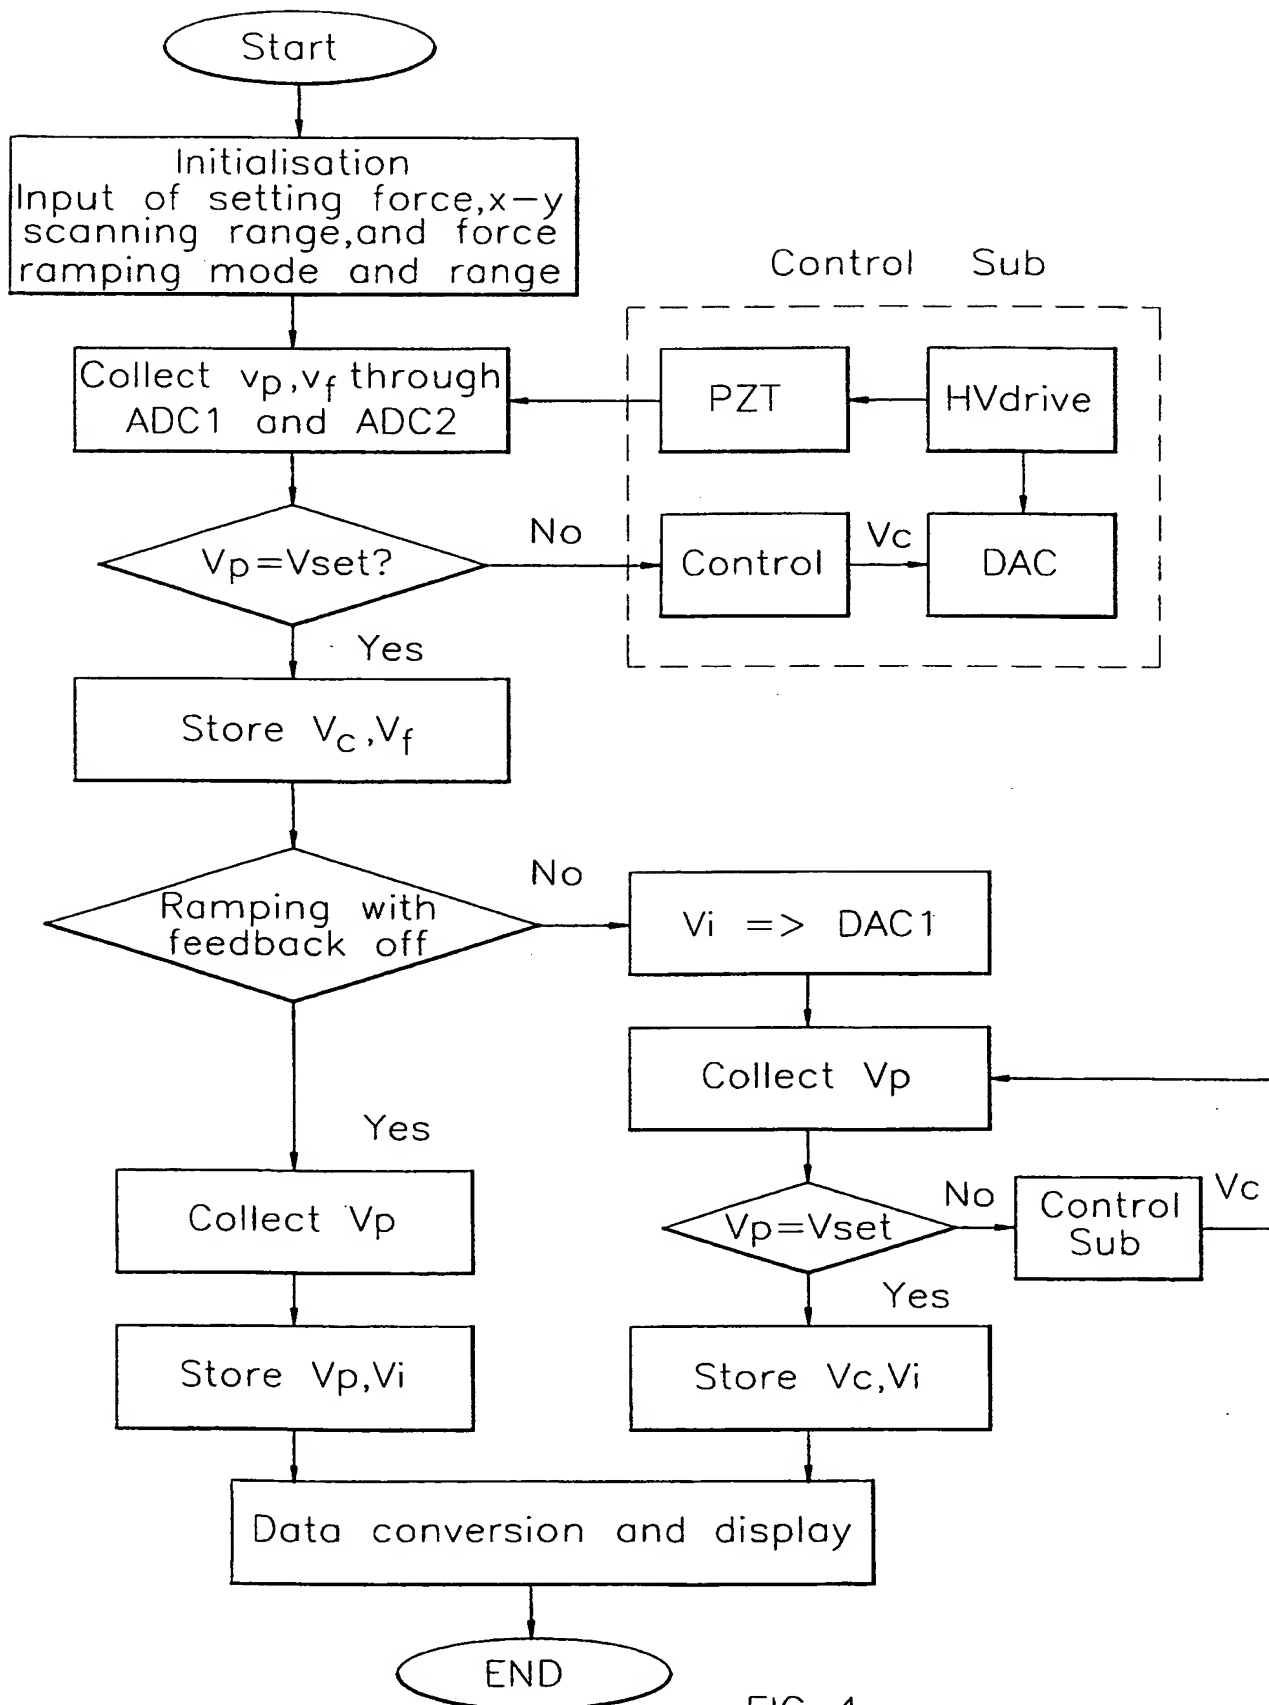 Start
Initialisation
Input of setting force,x-y
scanning range,and force
ramping mode and range
Control Sub
Collect vp,vf through
ADC1 and ADC2
PZT
HVdrive
Vp=Vset?
No
Control
Vc
DAC
Yes
Store Vc,Vf
Ramping with
feedback off
No
Vi => DAC1
Collect Vp
Yes
Collect Vp
Vp=Vset
No
Control
Sub
Vc
Yes
Store Vp,Vi
Store Vc,Vi
Data conversion and display
END